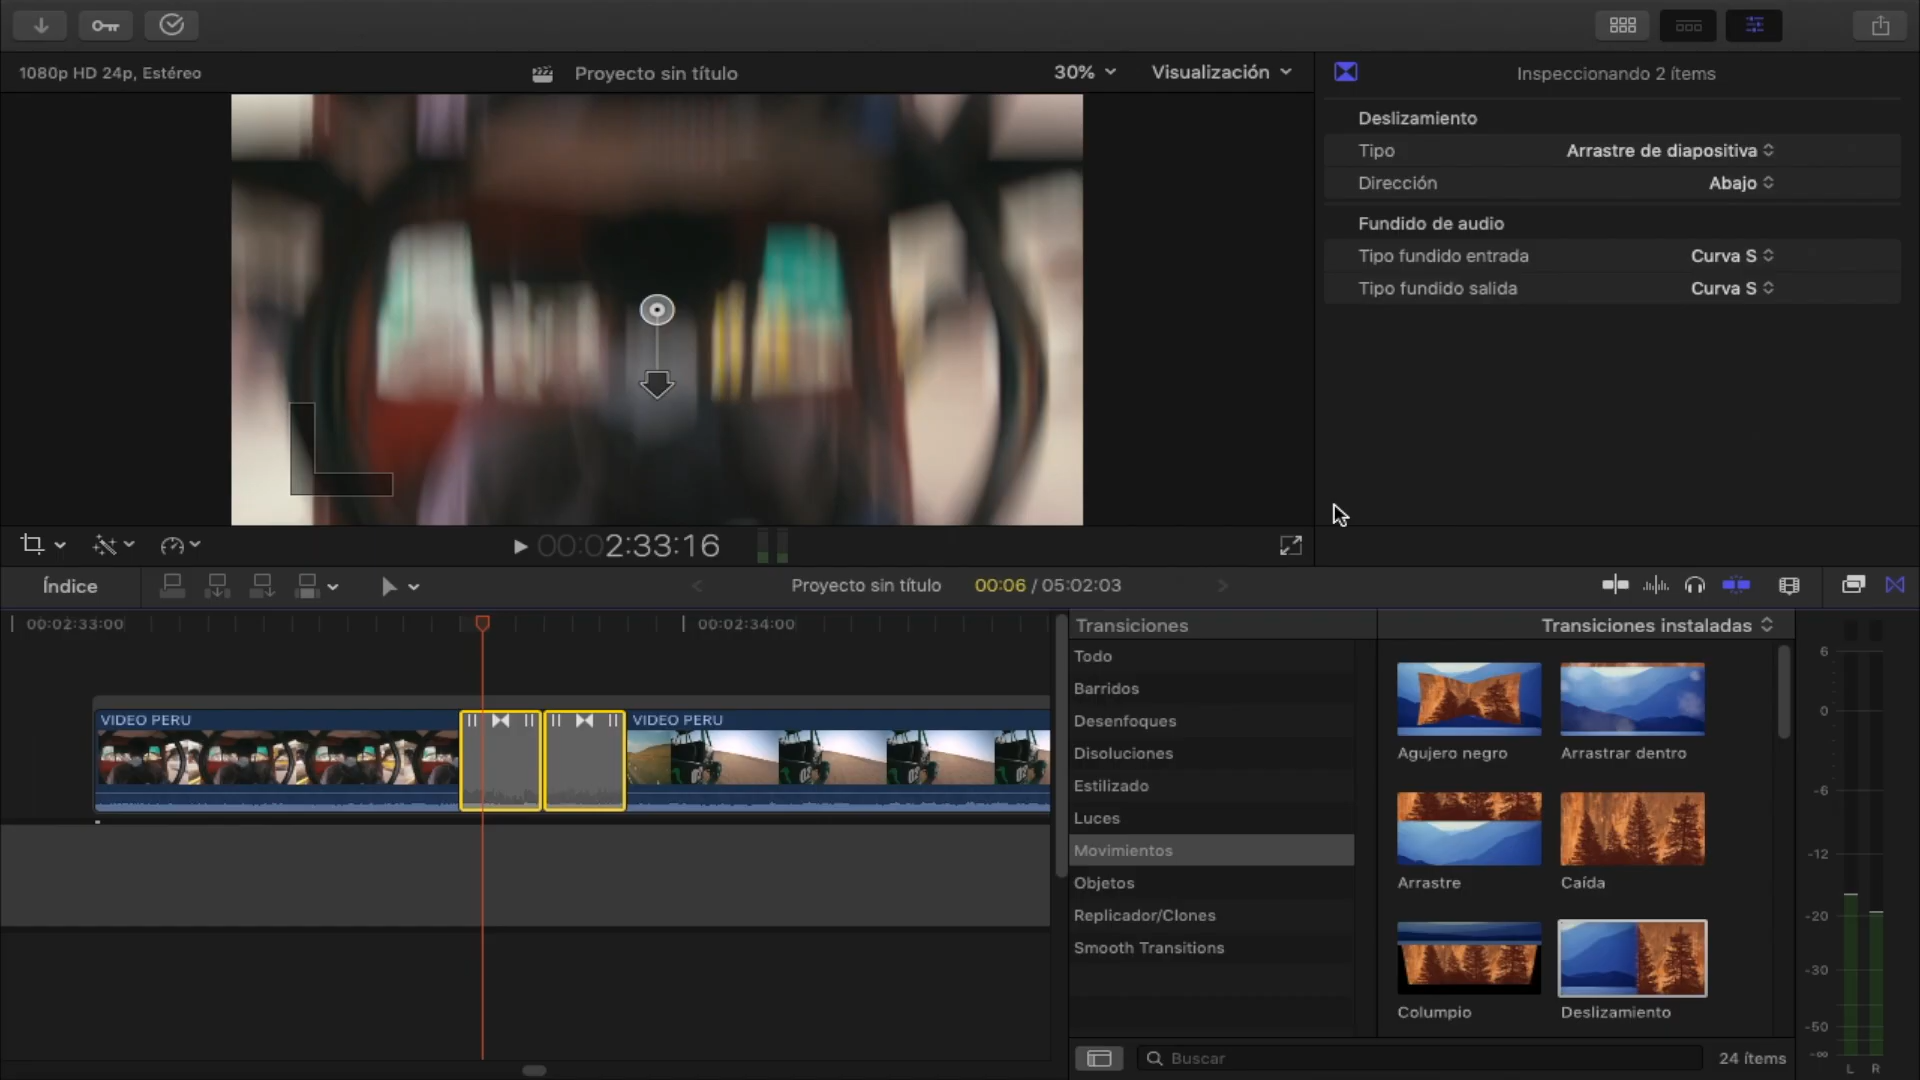 1080p HD 24p, Estéreo
Proyecto sin título
30%
Visualización
Inspeccionando 2 ítems
Deslizamiento
Tipo
Arrastre de diapositiva
Dirección
Abajo
Fundido de audio
Tipo fundido entrada
Curva S
Tipo fundido salida
Curva S
00:02:33:16
Índice
Proyecto sin título
00:06 / 05:02:03
00:02:33:00
00:02:34:00
VIDEO PERU
VIDEO PERU
Transiciones
Todo
Barridos
Desenfoques
Disoluciones
Estilizado
Luces
Movimientos
Objetos
Replicador/Clones
Smooth Transitions
Transiciones instaladas
Agujero negro
Arrastrar dentro
Arrastre
Caída
Columpio
Deslizamiento
Buscar
24 ítems
6
0
-6
-12
-20
-30
-50
-∞
L R